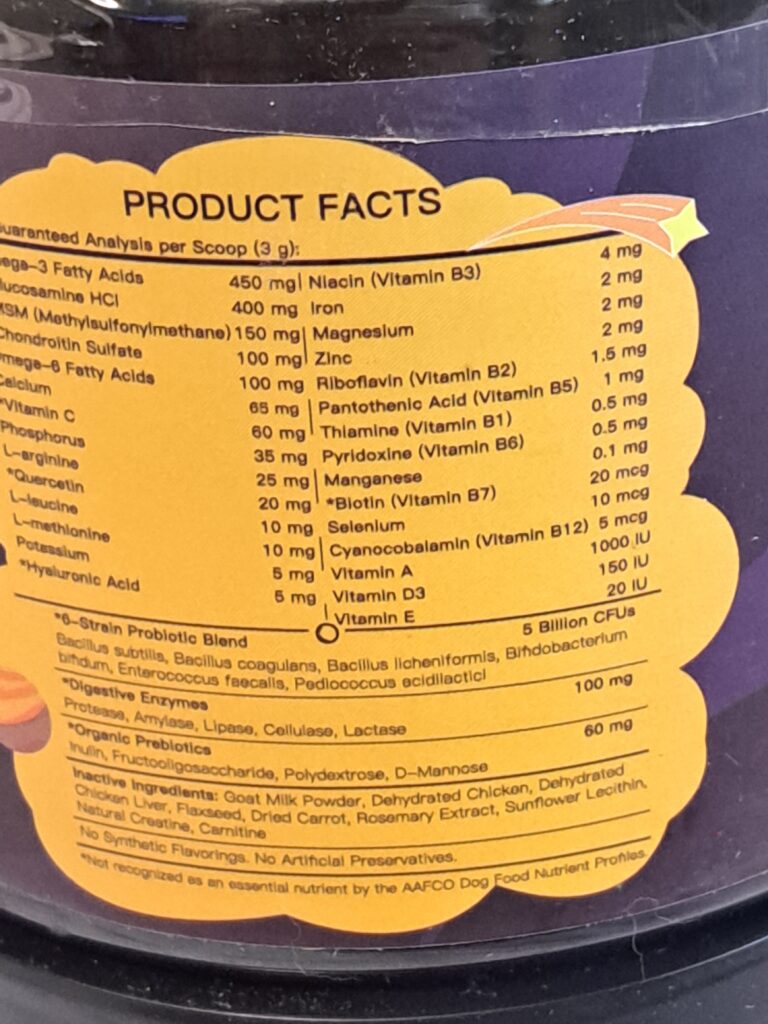 PRODUCT FACTS
uaranteed Analysis per Scoop (3 g):
ega-3 Fatty Acids 450 mg Niacin (Vitamin B3) 4 mg
lucosamine HCl 400 mg Iron 2 mg
MSM (Methylsulfonylmethane) 150 mg Magnesium 2 mg
Chondroitin Sulfate 100 mg Zinc 2 mg
mega-6 Fatty Acids 100 mg Riboflavin (Vitamin B2) 1.5 mg
Calcium 65 mg Pantothenic Acid (Vitamin B5) 1 mg
*Vitamin C 60 mg Thiamine (Vitamin B1) 0.5 mg
Phosphorus 35 mg Pyridoxine (Vitamin B6) 0.5 mg
L-arginine 25 mg Manganese 0.1 mg
*Quercetin 20 mg *Biotin (Vitamin B7) 20 mcg
L-leucine 10 mg Selenium 10 mcg
L-methionine 10 mg Cyanocobalamin (Vitamin B12) 5 mcg
Potassium 5 mg Vitamin A 1000 IU
*Hyaluronic Acid 5 mg Vitamin D3 150 IU
Vitamin E 20 IU
*6-Strain Probiotic Blend 5 Billion CFUs
Bacillus subtilis, Bacillus coagulans, Bacillus licheniformis, Bifidobacterium
bifidum, Enterococcus faecalis, Pediococcus acidilactici
*Digestive Enzymes 100 mg
Protease, Amylase, Lipase, Cellulase, Lactase
*Organic Prebiotics 60 mg
Inulin, Fructooligosaccharide, Polydextrose, D-Mannose
Inactive Ingredients: Goat Milk Powder, Dehydrated Chicken, Dehydrated
Chicken Liver, Flaxseed, Dried Carrot, Rosemary Extract, Sunflower Lecithin,
Natural Creatine, Carnitine
No Synthetic Flavorings. No Artificial Preservatives.
*Not recognized as an essential nutrient by the AAFCO Dog Food Nutrient Profiles.